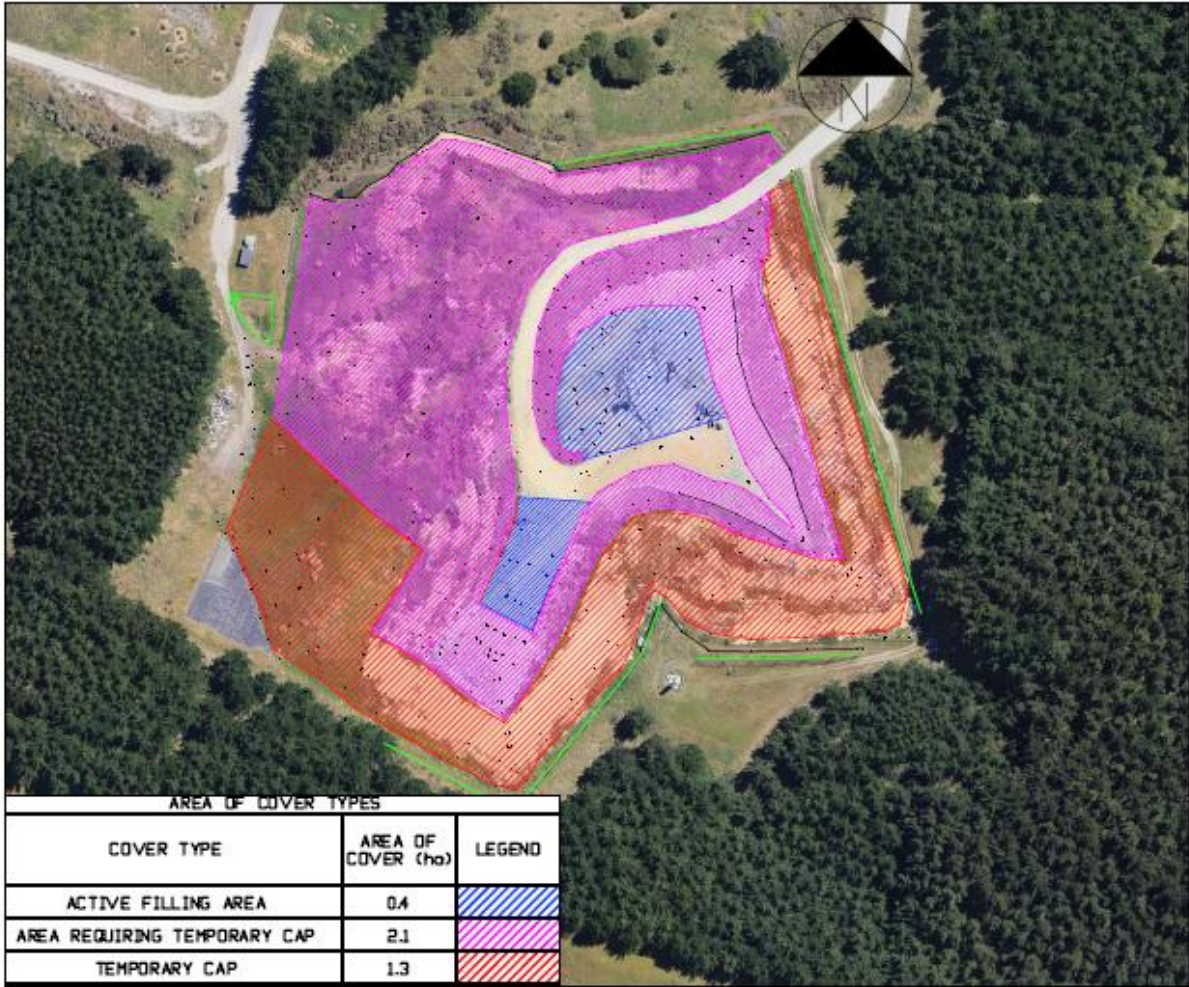 N
AREA OF COVER TYPES
COVER TYPE
AREA OF
COVER (ha)
LEGEND
ACTIVE FILLING AREA
0.4
AREA REQUIRING TEMPORARY CAP
2.1
TEMPORARY CAP
1.3